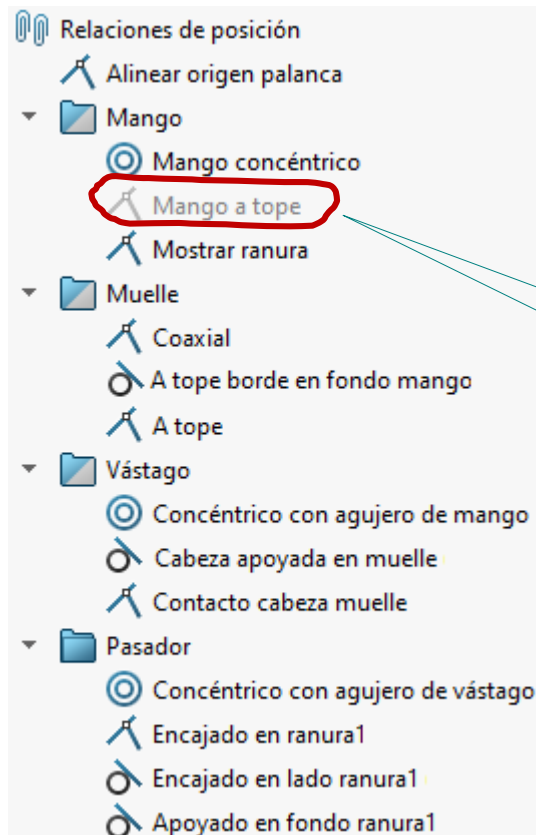 Relaciones de posición
Alinear origen palanca
Mango
Mango concéntrico
Mango a tope
Mostrar ranura
Muelle
Coaxial
A tope borde en fondo mango
A tope
Vástago
Concéntrico con agujero de mango
Cabeza apoyada en muelle
Contacto cabeza muelle
Pasador
Concéntrico con agujero de vástago
Encajado en ranura1
Encajado en lado ranura1
Apoyado en fondo ranura1